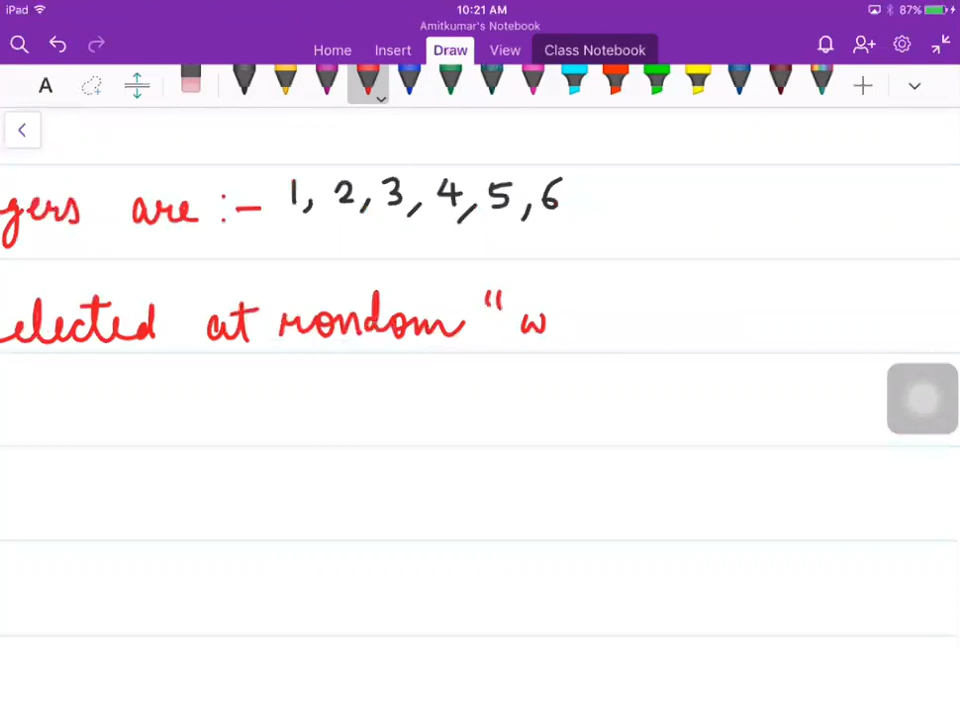 iPad 10:21 AM 87%
Amitkumar's Notebook
Home Insert Draw View Class Notebook
A
gers are :- 1, 2, 3, 4, 5, 6
elected at rondom “ w